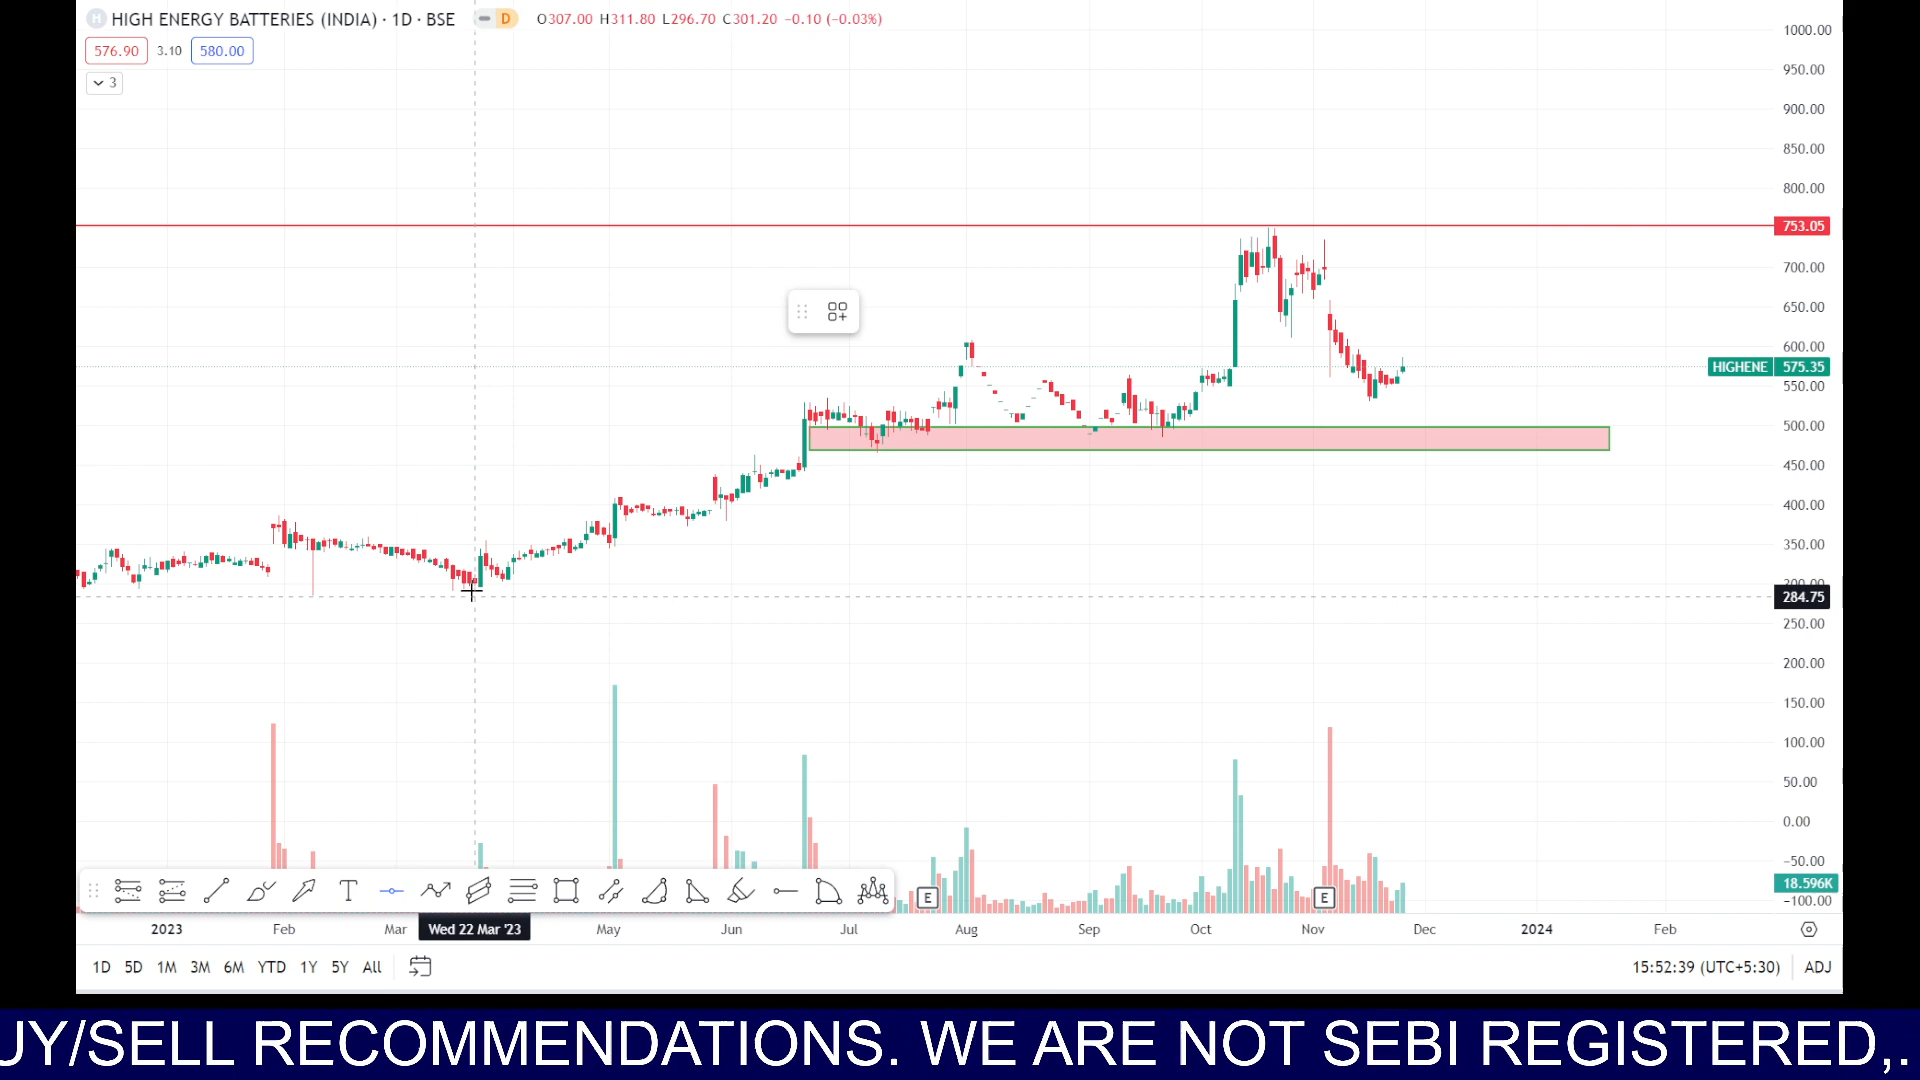 HIGH ENERGY BATTERIES (INDIA) · 1D · BSE D O307.00 H311.80 L296.70 C301.20 −0.10 (−0.03%)
576.90 3.10 580.00
3
1000.00
950.00
900.00
850.00
800.00
753.05
700.00
650.00
600.00
HIGHENE 575.35
550.00
500.00
450.00
400.00
350.00
300.00
284.75
250.00
200.00
150.00
100.00
50.00
0.00
−50.00
18.596K
−100.00
T
E E
2023 Feb Mar Wed 22 Mar '23 May Jun Jul Aug Sep Oct Nov Dec 2024 Feb
1D 5D 1M 3M 6M YTD 1Y 5Y All 15:52:39 (UTC+5:30) ADJ
UY/SELL RECOMMENDATIONS. WE ARE NOT SEBI REGISTERED,.